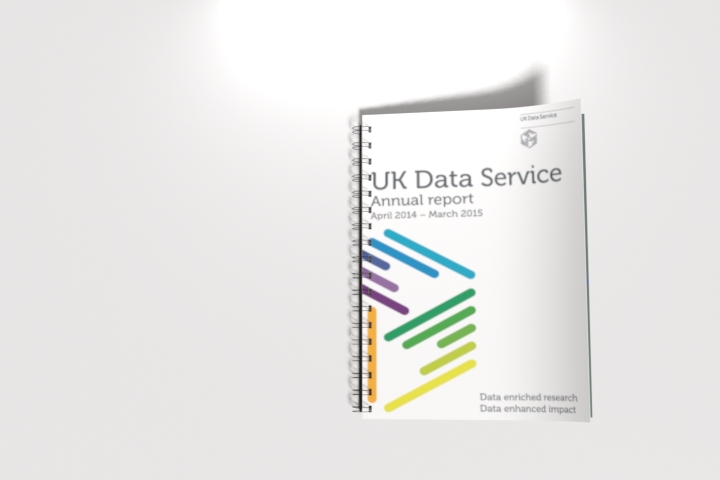 UK Data Service
UK Data Service
Annual report
April 2014 – March 2015
Data enriched research
Data enhanced impact